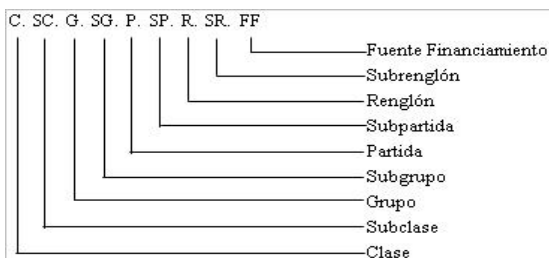 C. SC. G. SG. P. SP. R. SR. FF
Fuente Financiamiento
Subrenglón
Renglón
Subpartida
Partida
Subgrupo
Grupo
Subclase
Clase